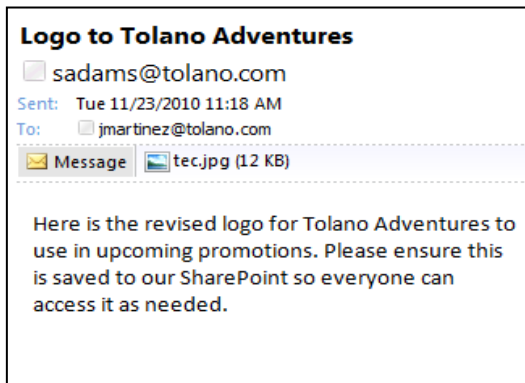 Logo to Tolano Adventures
sadams@tolano.com
Sent: Tue 11/23/2010 11:18 AM
To: jmartinez@tolano.com
Message tec.jpg (12 KB)
Here is the revised logo for Tolano Adventures to
use in upcoming promotions. Please ensure this
is saved to our SharePoint so everyone can
access it as needed.